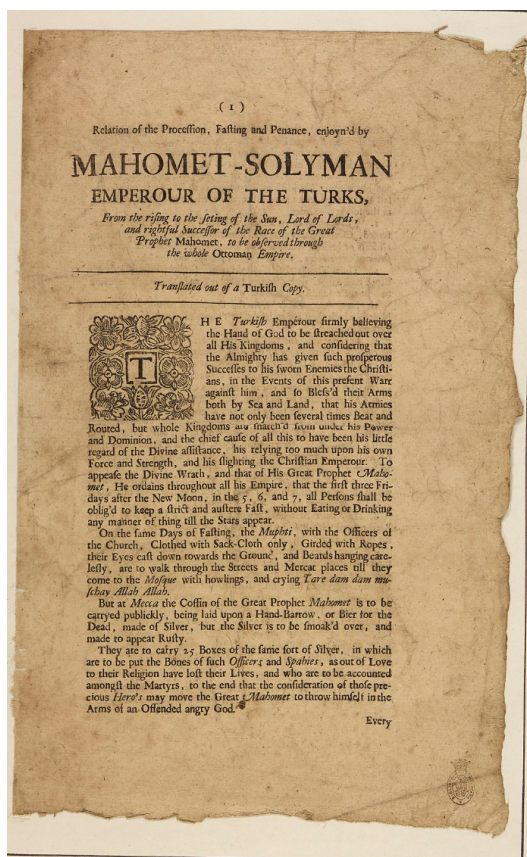 ( 1 )
Relation of the Proceſſion, Faſting and Penance, enjoyn'd by
MAHOMET-SOLYMAN
EMPEROUR OF THE TURKS,
From the riſing to the ſeting of the Sun, Lord of Lords,
and rightful Succeſſor of the Race of the Great
Prophet Mahomet, to be obſerved through
the whole Ottoman Empire.
Tranſlated out of a Turkiſh Copy.
THE Turkiſh Emperour firmly believing
the Hand of God to be ſtreached out over
all His Kingdoms, and conſidering that
the Almighty has given ſuch proſperous
Succeſſes to his ſworn Enemies the Chriſti-
ans, in the Events of this preſent Warr
againſt him, and ſo Bleſs'd their Arms
both by Sea and Land, that his Armies
have not only been ſeveral times Beat and
Routed, but whole Kingdoms are ſnatch'd from under his Power
and Dominion, and the chief cauſe of all this to have been his little
regard of the Divine aſſiſtance, his relying too much upon his own
Force and Strength, and his ſlighting the Chriſtian Emperour. To
appeaſe the Divine Wrath, and that of His Great Prophet Maho-
met, He ordains throughout all his Empire, that the firſt three Fri-
days after the New Moon, in the 5, 6, and 7, all Perſons ſhall be
oblig'd to keep a ſtrict and auſtere Faſt, without Eating or Drinking
any manner of thing till the Stars appear.
On the ſame Days of Faſting, the Muphti, with the Officers of
the Church, Clothed with Sack-Cloth only, Girded with Ropes,
their Eyes caſt down towards the Ground, and Beards hanging care-
leſly, are to walk through the Streets and Mercat places till they
come to the Moſque with howlings, and crying Tare dam dam mu-
ſchay Allah Allah.
But at Mecca the Coffin of the Great Prophet Mahomet is to be
carryed publickly, being laid upon a Hand-Barrow, or Bier for the
Dead, made of Silver, but the Silver is to be ſmoak'd over, and
made to appear Ruſty.
They are to carry 25 Boxes of the ſame ſort of Silver, in which
are to be put the Bones of ſuch Officers and Spahies, as out of Love
to their Religion have loſt their Lives, and who are to be accounted
amongſt the Martyrs, to the end that the conſideration of thoſe pre-
cious Hero's may move the Great Mahomet to throw himſelf in the
Arms of an Offended angry God.
Every